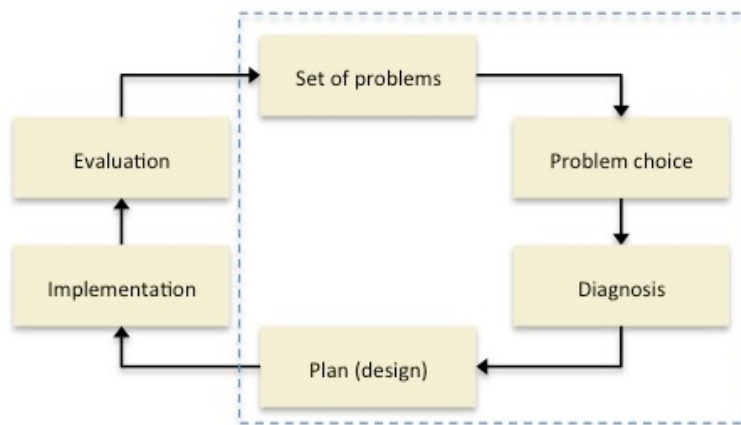 Set of problems
Evaluation
Problem choice
Implementation
Diagnosis
Plan (design)